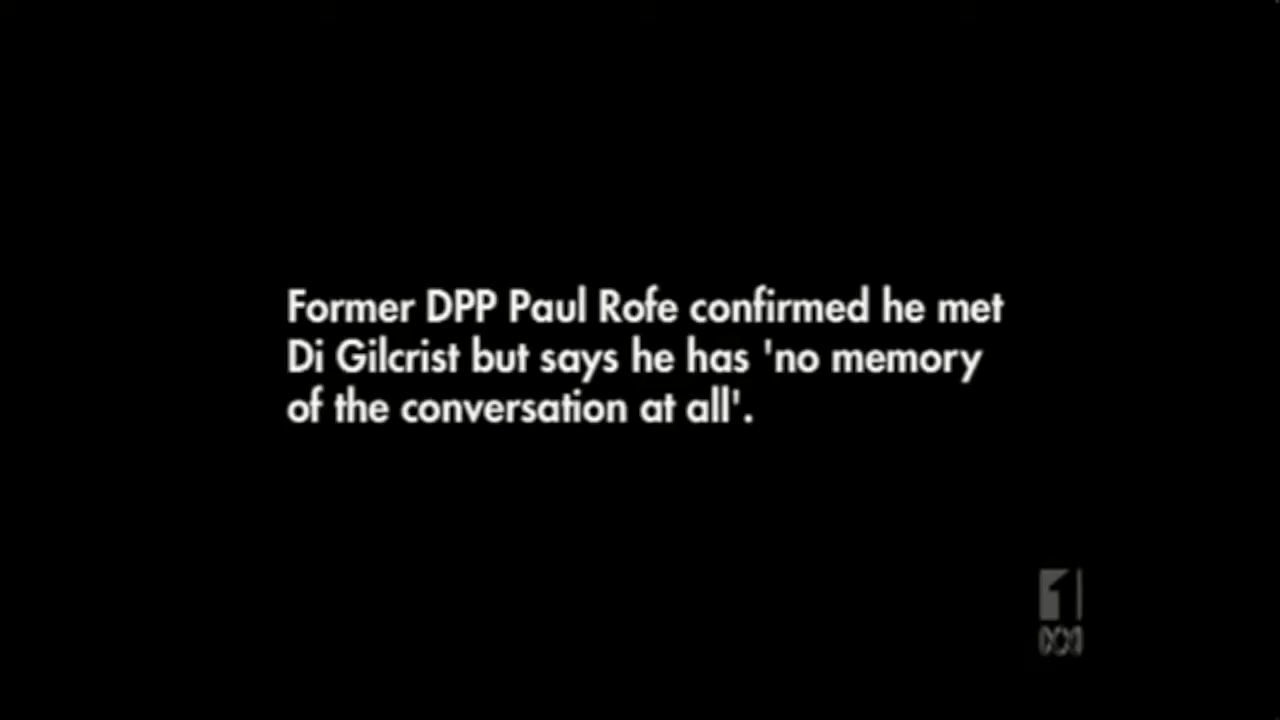 Former DPP Paul Rofe confirmed he met
Di Gilcrist but says he has 'no memory
of the conversation at all'.
1